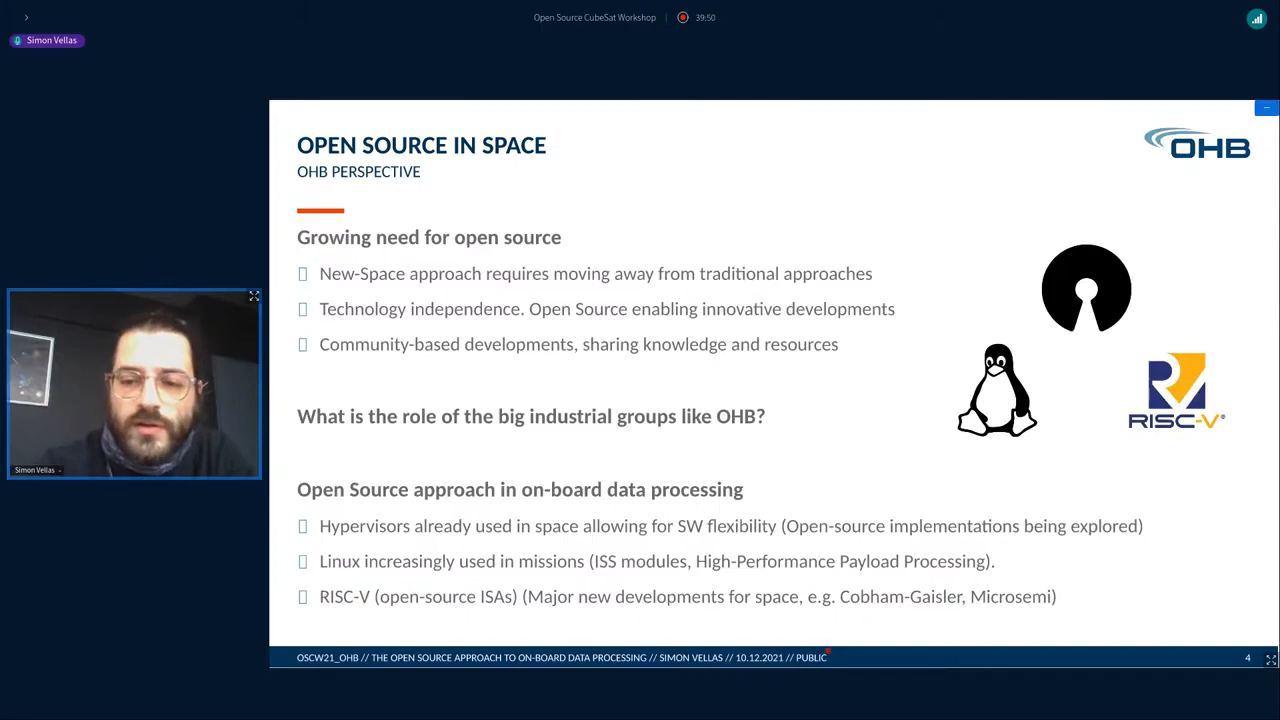 Open Source CubeSat Workshop
39:50
Simon Vellas
OPEN SOURCE IN SPACE
OHB PERSPECTIVE
OHB
Growing need for open source
New-Space approach requires moving away from traditional approaches
Technology independence. Open Source enabling innovative developments
Community-based developments, sharing knowledge and resources
RISC-V®
What is the role of the big industrial groups like OHB?
Simon Vellas
Open Source approach in on-board data processing
Hypervisors already used in space allowing for SW flexibility (Open-source implementations being explored)
Linux increasingly used in missions (ISS modules, High-Performance Payload Processing).
RISC-V (open-source ISAs) (Major new developments for space, e.g. Cobham-Gaisler, Microsemi)
OSCW21_OHB // THE OPEN SOURCE APPROACH TO ON-BOARD DATA PROCESSING // SIMON VELLAS // 10.12.2021 // PUBLIC
4